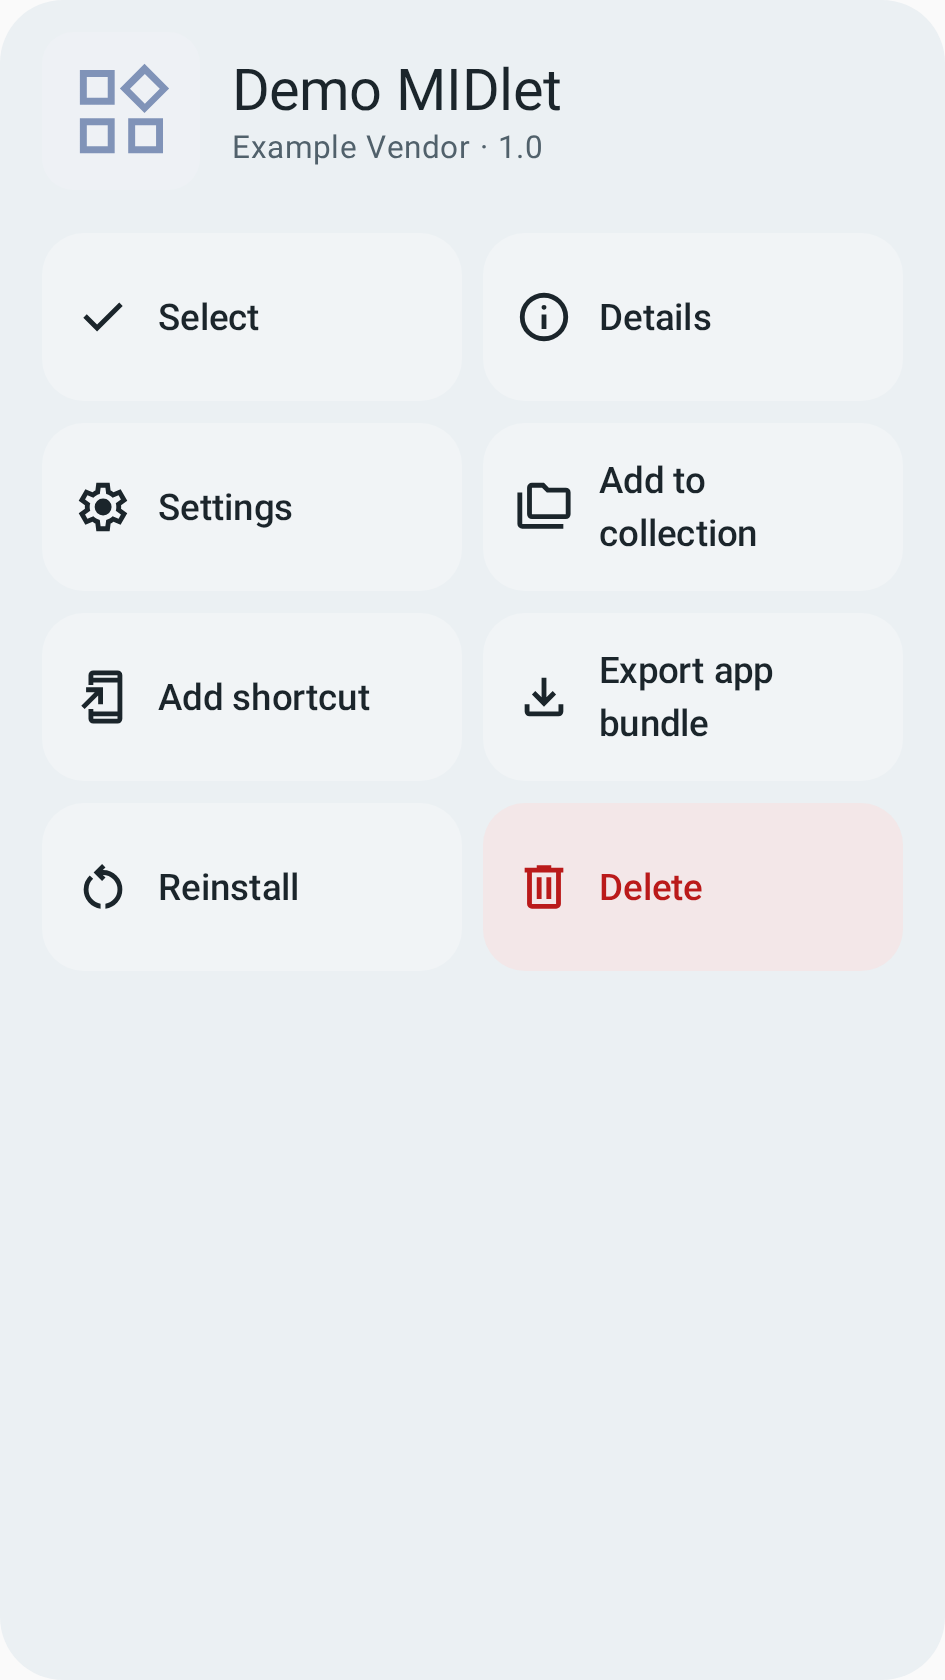 Demo MIDlet
Example Vendor · 1.0
Select
Details
Settings
Add to
collection
Add shortcut
Export app
bundle
Reinstall
Delete